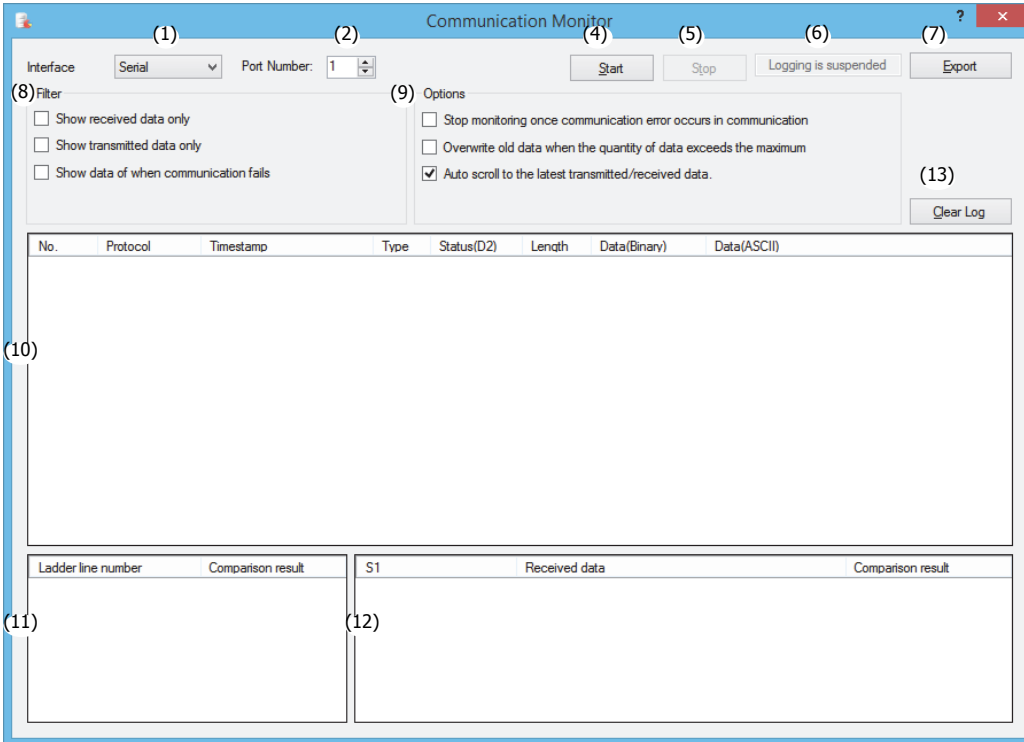 Communication Monitor
?
(1) (2) (4) (5) (6) (7)
Interface Serial Port Number: 1 Start Stop Logging is suspended Export
(8) Filter (9) Options
Show received data only Stop monitoring once communication error occurs in communication
Show transmitted data only Overwrite old data when the quantity of data exceeds the maximum
Show data of when communication fails Auto scroll to the latest transmitted/received data.
(13)
Clear Log
No. Protocol Timestamp Type Status(D2) Length Data(Binary) Data(ASCII)
(10)
Ladder line number Comparison result S1 Received data Comparison result
(11) (12)